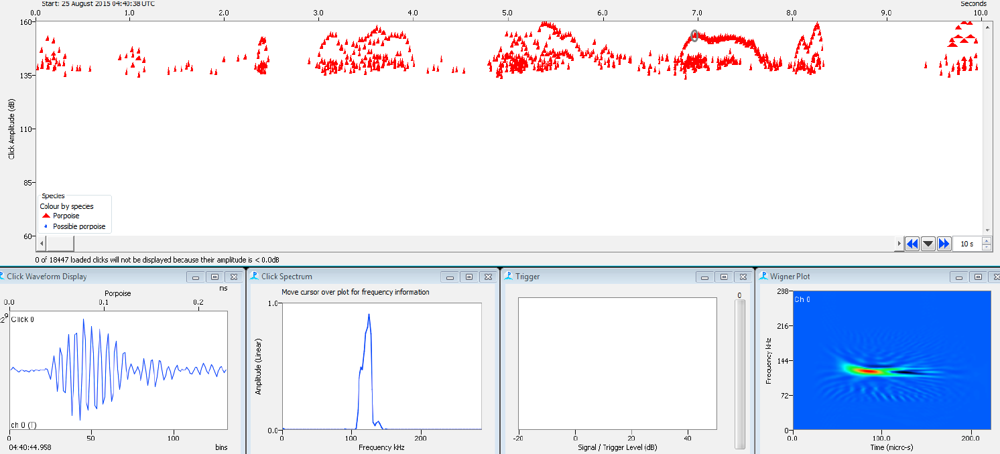 Start: 25 August 2015 04:40:38 UTC
Seconds
0.0 1.0 2.0 3.0 4.0 5.0 6.0 7.0 8.0 9.0 10.0
160
135
110
85
60
Click Amplitude (dB)
Species
Colour by species
Porpoise
Possible porpoise
10 s
0 of 18447 loaded clicks will not be displayed because their amplitude is < 0.0dB
Click Waveform Display
ms
Porpoise
0.0 0.1 0.2
Click 0
ch 0 (T)
50 100
04:40:44.958
bins
Click Spectrum
Move cursor over plot for frequency information
1.0
Amplitude (Linear)
0.0
0 100 200
Frequency kHz
Trigger
0
-20 0 20 40
Signal / Trigger Level (dB)
Wigner Plot
Ch 0
288
216
144
72
0
Frequency kHz
0.0 100.0 200.0
Time (micro-s)